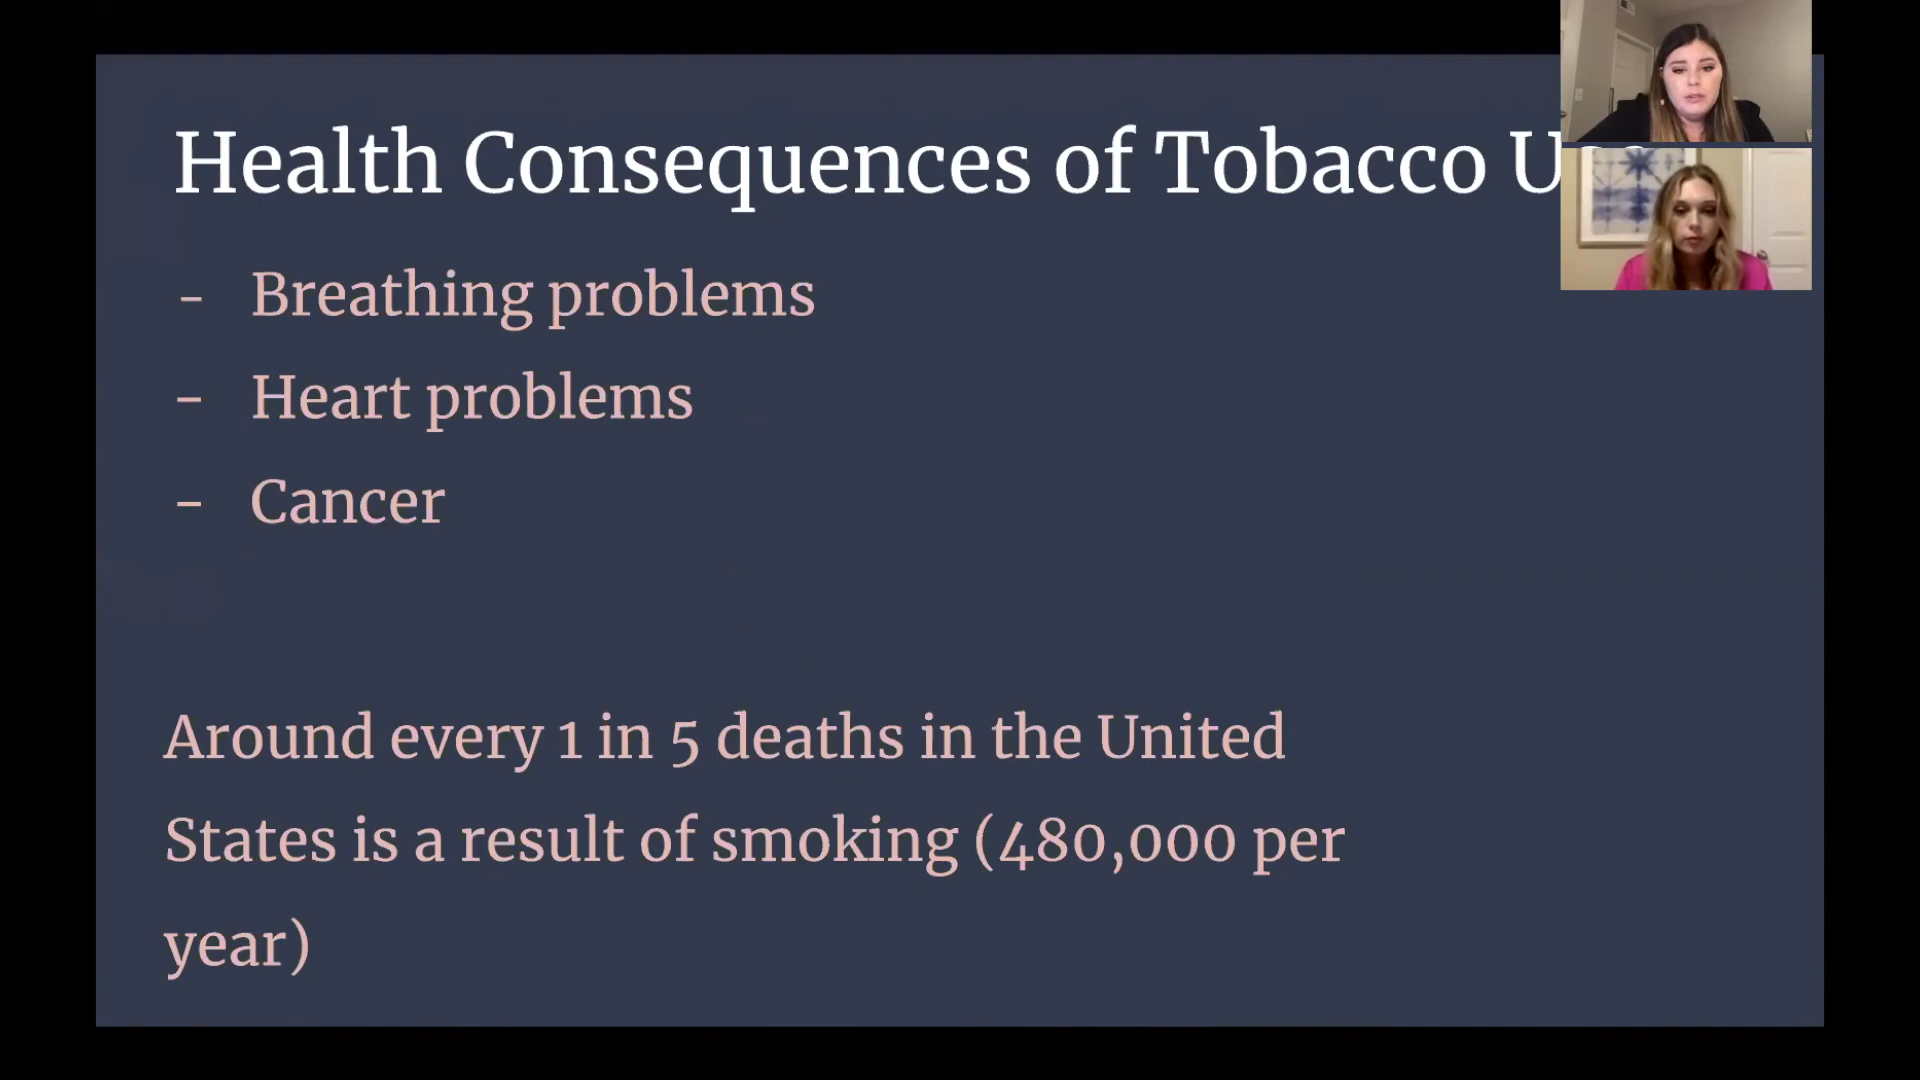 Health Consequences of Tobacco
- Breathing problems
- Heart problems
- Cancer
Around every 1 in 5 deaths in the United
States is a result of smoking (480,000 per
year)